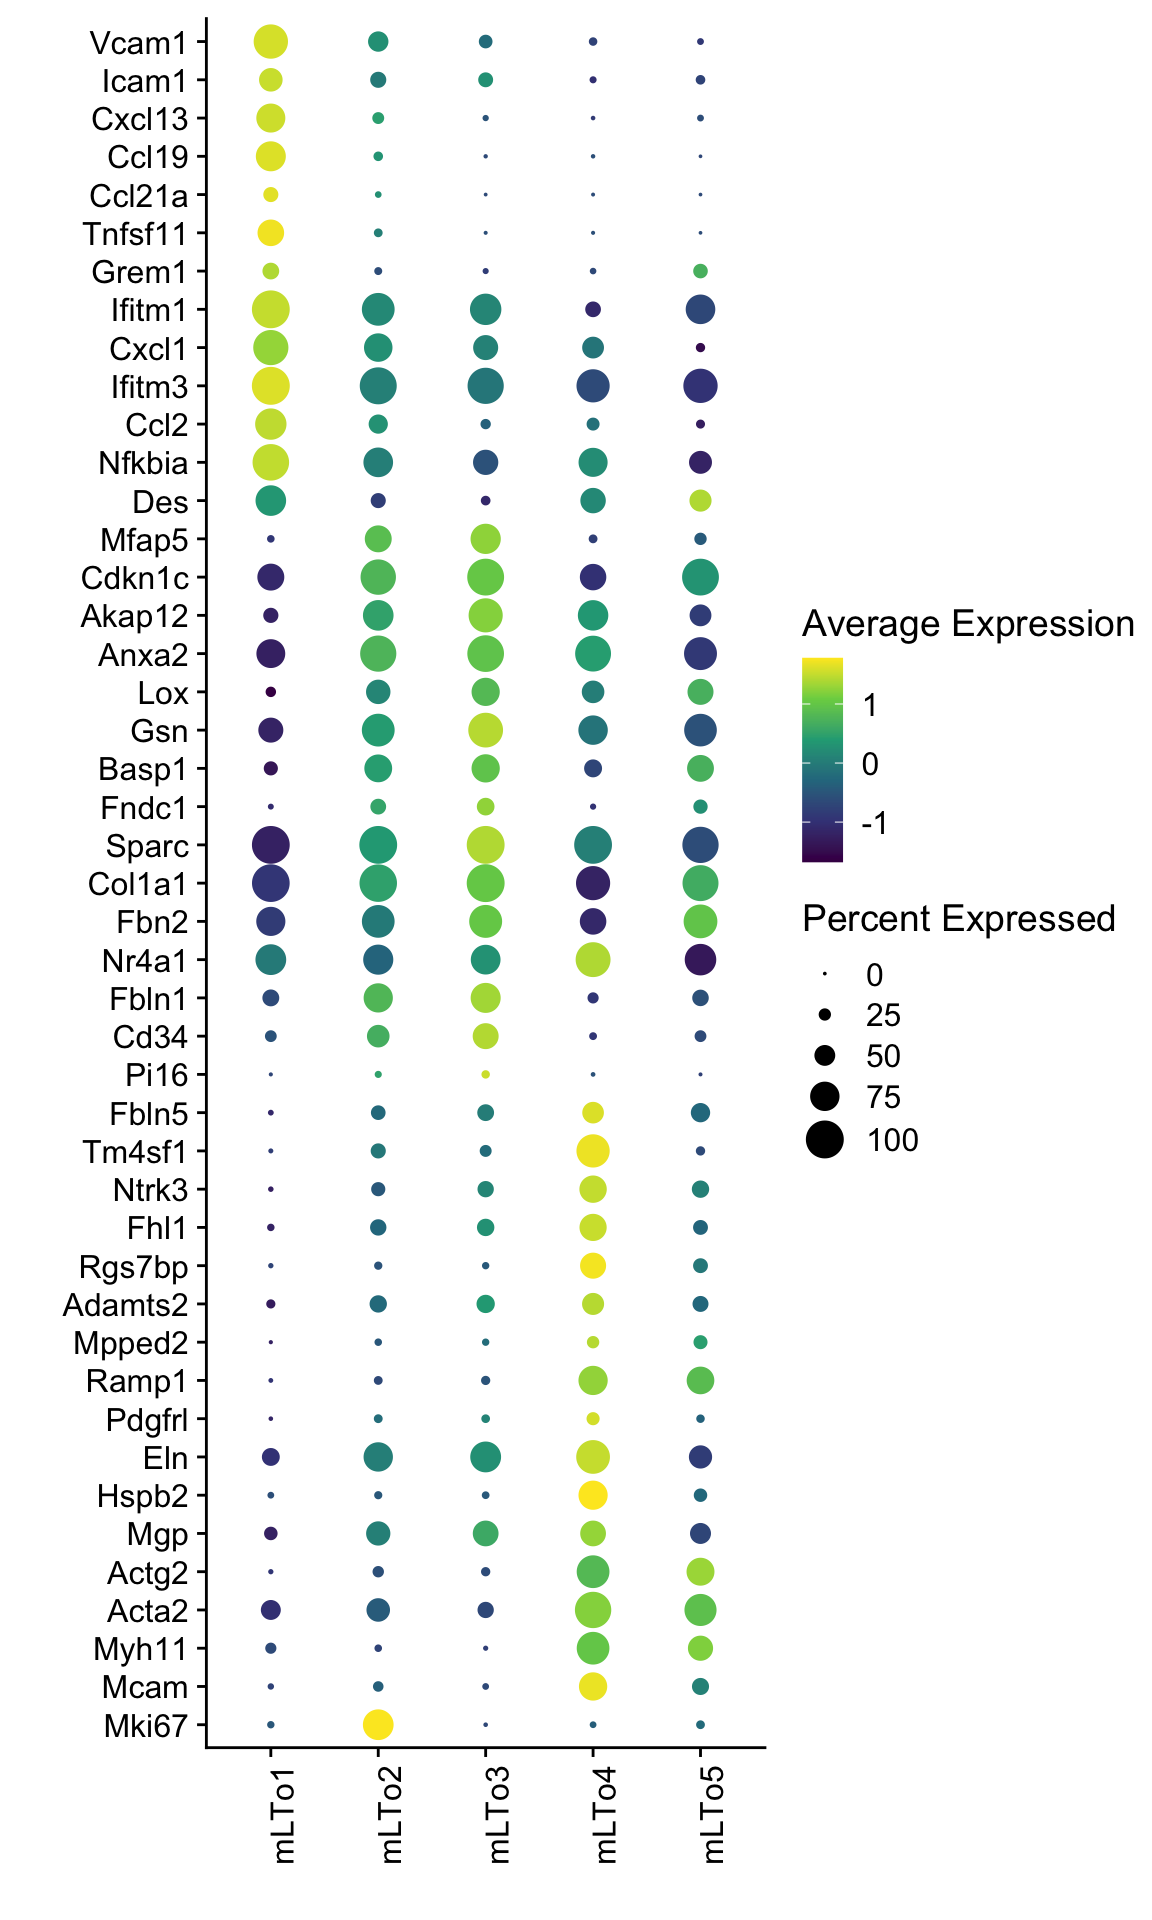 Vcam1
Icam1
Cxcl13
Ccl19
Ccl21a
Tnfsf11
Grem1
Ifitm1
Cxcl1
Ifitm3
Ccl2
Nfkbia
Des
Mfap5
Cdkn1c
Akap12
Anxa2
Lox
Gsn
Basp1
Fndc1
Sparc
Col1a1
Fbn2
Nr4a1
Fbln1
Cd34
Pi16
Fbln5
Tm4sf1
Ntrk3
Fhl1
Rgs7bp
Adamts2
Mpped2
Ramp1
Pdgfrl
Eln
Hspb2
Mgp
Actg2
Acta2
Myh11
Mcam
Mki67
mLTo1
mLTo2
mLTo3
mLTo4
mLTo5
Average Expression
1
0
-1
Percent Expressed
0
25
50
75
100